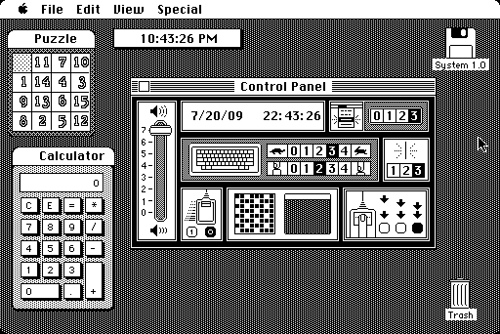 File Edit View Special
Puzzle
10:43:26 PM
11 7 10
1 14 4 3
9 13 6 15
8 2 5 12
System 1.0
Control Panel
7/20/09 22:43:26
0 1 2 3
7
6
5
4
3
2
1
0
0 1 2 3 4
0 1 2 3 4
1 2 3
1 0
Calculator
0
C E = *
7 8 9 /
4 5 6 -
1 2 3
0 . +
Trash